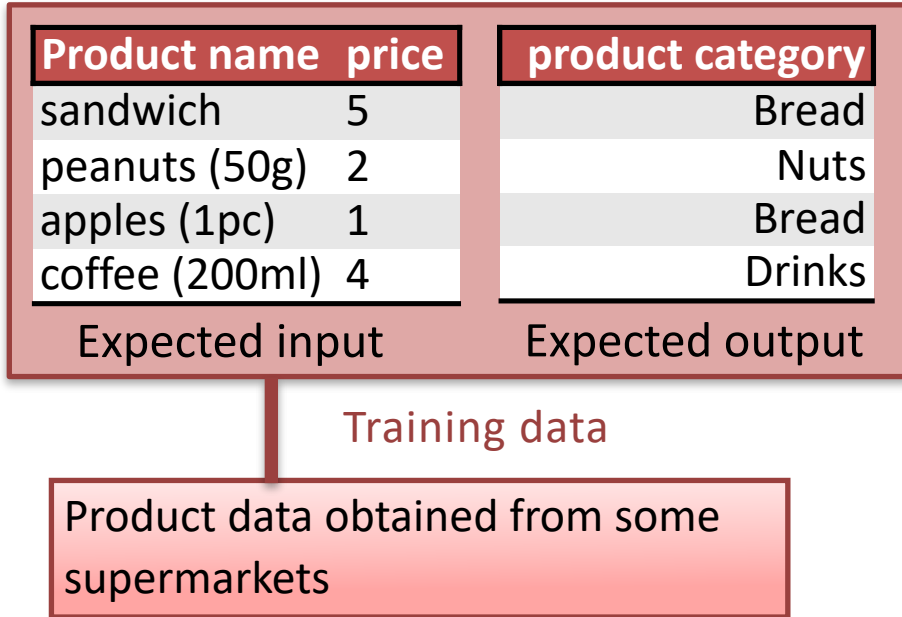 Product name price product category
sandwich 5 Bread
peanuts (50g) 2 Nuts
apples (1pc) 1 Bread
coffee (200ml) 4 Drinks
Expected input Expected output
Training data
Product data obtained from some
supermarkets